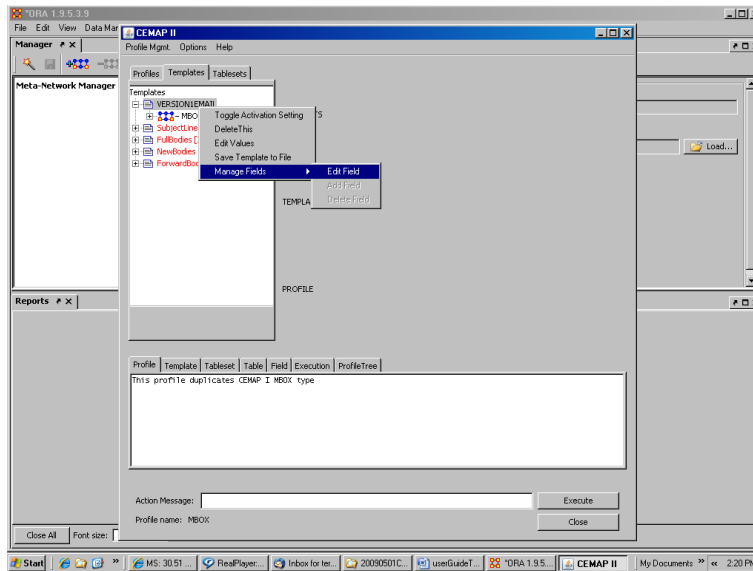 *ORA 1.9.5.3.9
File Edit View Data Mar
CEMAP II
Manager
Profile Mgmt. Options Help
Profiles Templates Tablesets
Meta-Network Manager
Templates
VERSION1EMAIL
MBO
SubjectLine
FullBodies [
NewBodies
ForwardBo
Toggle Activation Setting
DeleteThis
Edit Values
Save Template to File
Manage Fields
Edit Field
Add Field
Delete Field
Load...
TEMPLA
PROFILE
Reports
Profile Template Tableset Table Field Execution ProfileTree
This profile duplicates CEMAP I MBOX type
Action Message:
Execute
Profile name: MBOX
Close
Close All Font size:
Start » MS: 30.51 ... RealPlayer:... Inbox for ter... 20090501C... userGuideT... *ORA 1.9.5... CEMAP II My Documents » « 2:20 PM